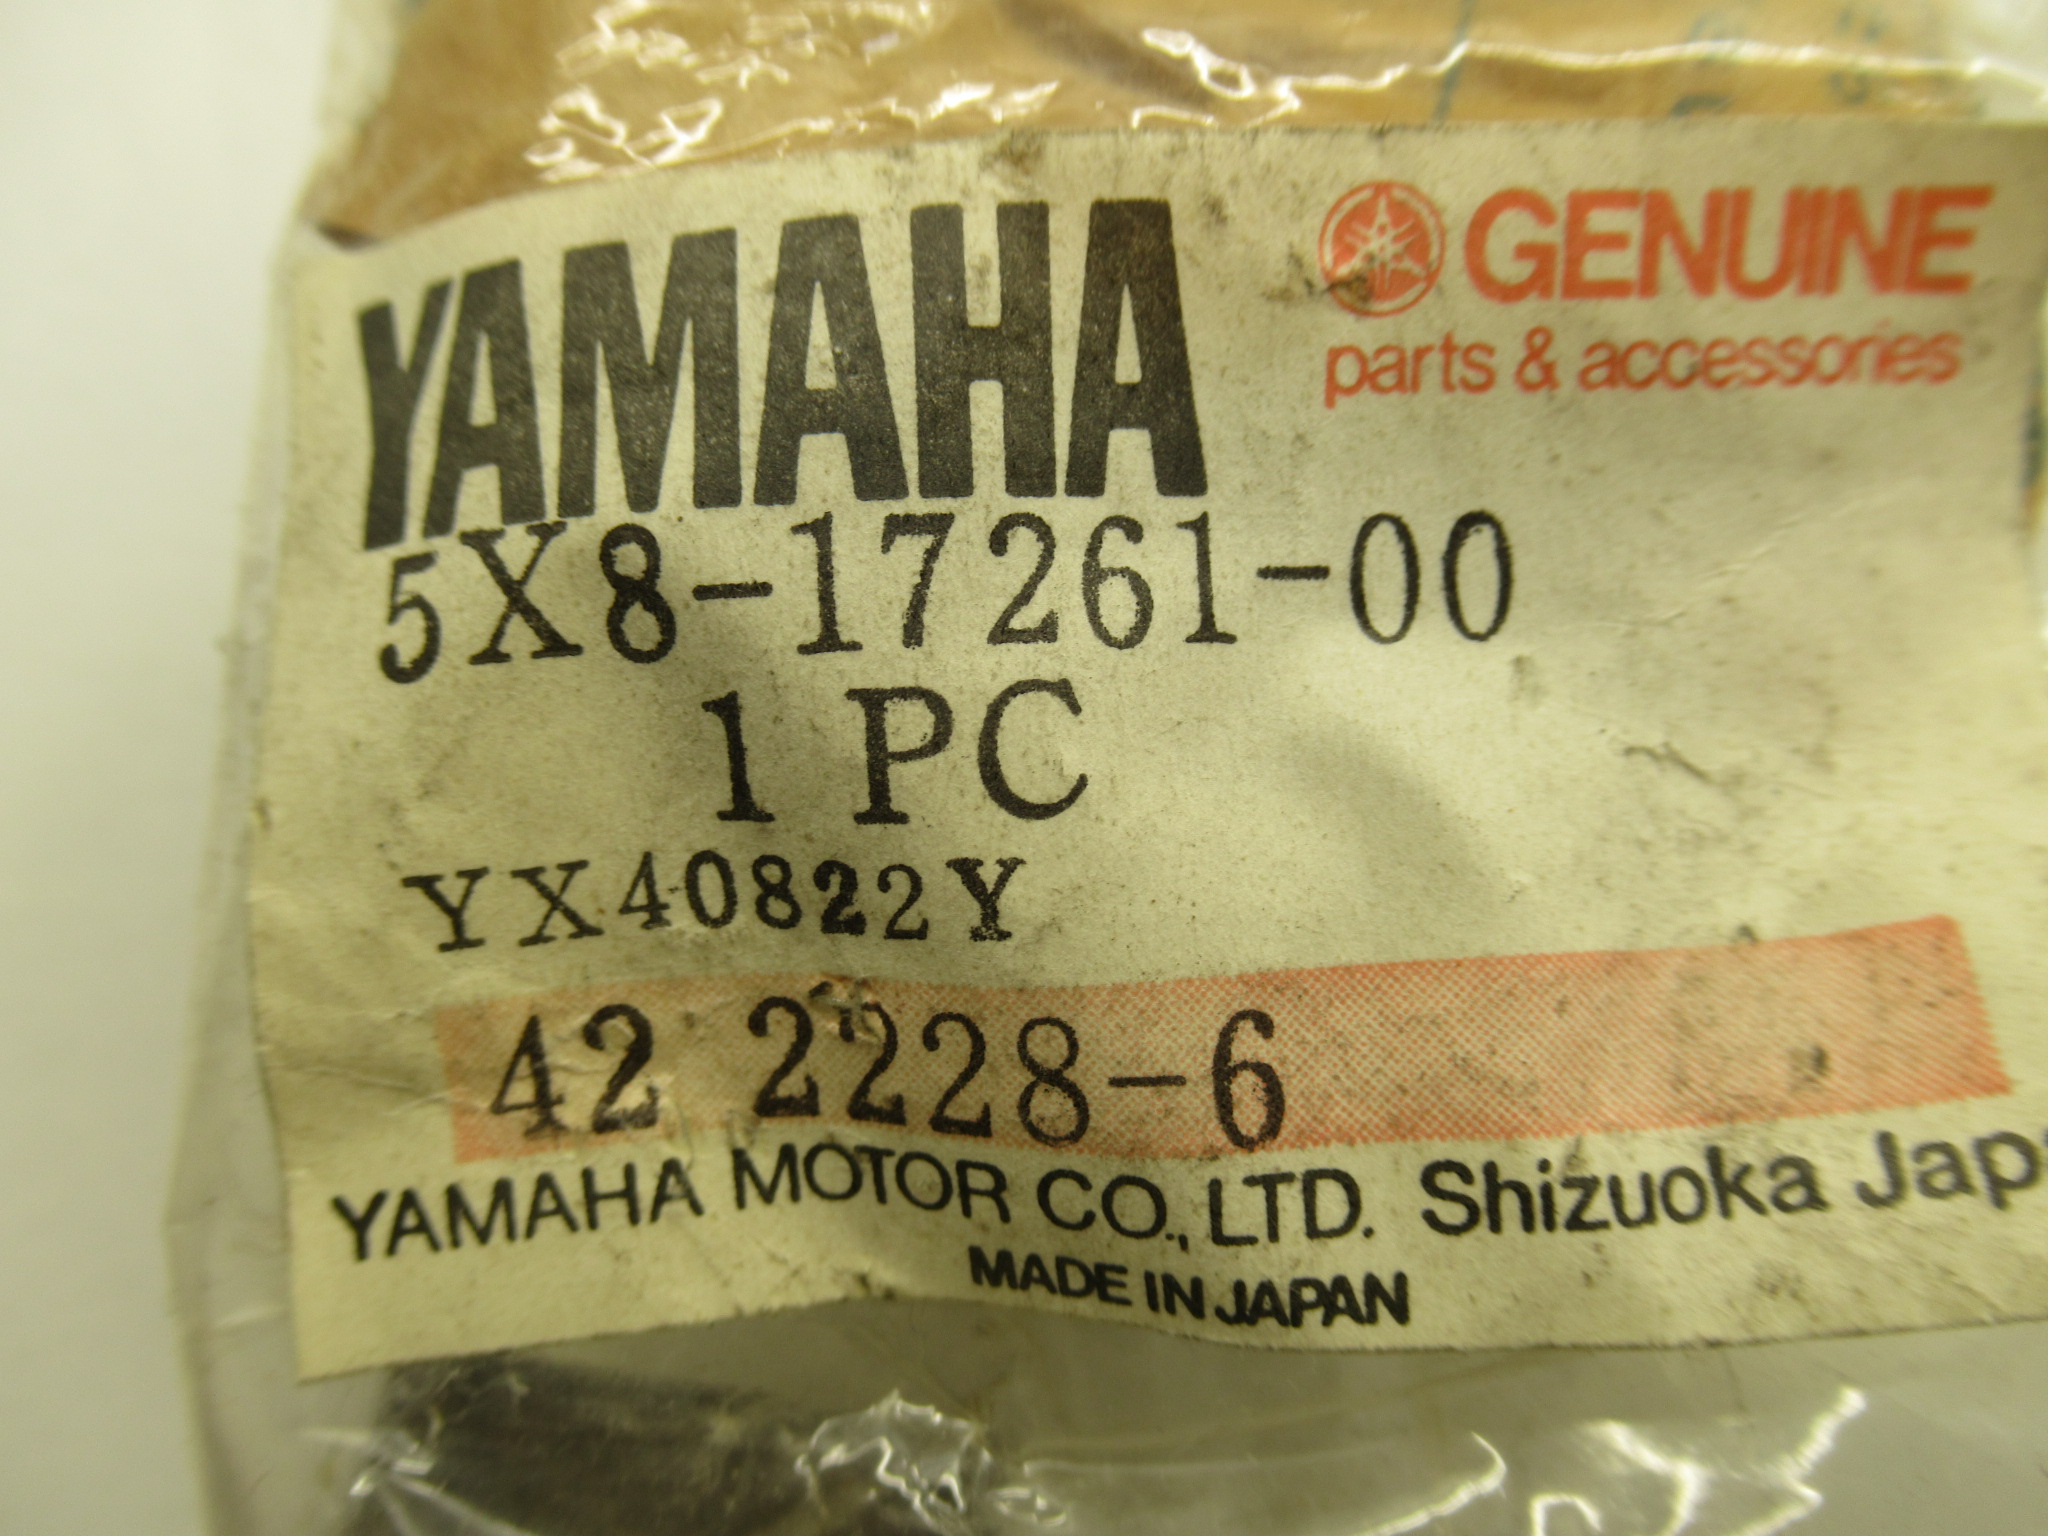 YAMAHA
GENUINE
parts & accessories
5X8-17261-00
1 PC
YX40822Y
42 2228-6
YAMAHA MOTOR CO., LTD. Shizuoka Jap
MADE IN JAPAN